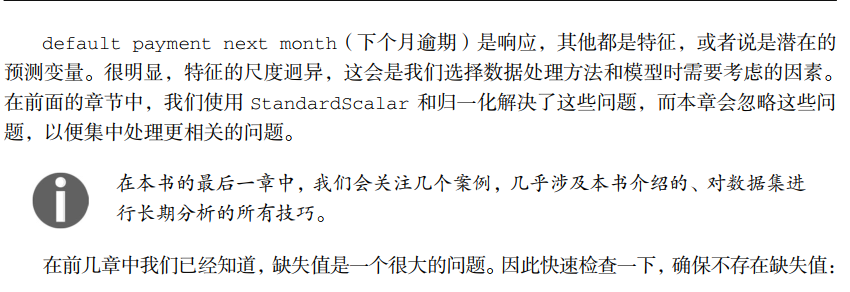 default payment next month（下个月逾期）是响应，其他都是特征，或者说是潜在的
预测变量。很明显，特征的尺度迥异，这会是我们选择数据处理方法和模型时需要考虑的因素。
在前面的章节中，我们使用 StandardScalar 和归一化解决了这些问题，而本章会忽略这些问
题，以便集中处理更相关的问题。
在本书的最后一章中，我们会关注几个案例，几乎涉及本书介绍的、对数据集进
行长期分析的所有技巧。
在前几章中我们已经知道，缺失值是一个很大的问题。因此快速检查一下，确保不存在缺失值：